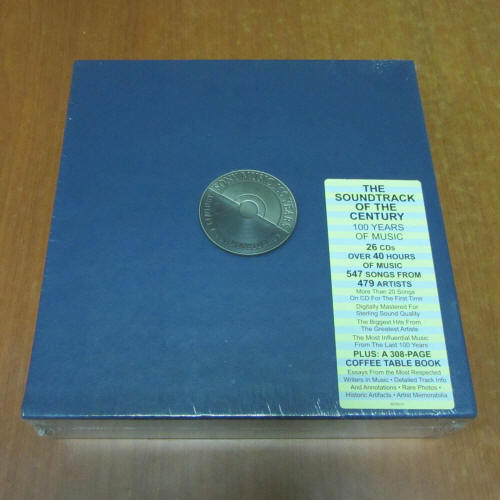 SONY MUSIC 100 YEARS
THE
SOUNDTRACK
OF THE
CENTURY
100 YEARS
OF MUSIC
26 CDs
OVER 40 HOURS
OF MUSIC
547 SONGS FROM
479 ARTISTS
More Than 20 Songs
On CD For The First Time
Digitally Mastered For
Sterling Sound Quality
The Biggest Hits From
The Greatest Artists
The Most Influential Music
From The Last 100 Years
PLUS: A 308-PAGE
COFFEE TABLE BOOK
Essays From the Most Respected
Writers In Music • Detailed Track Info
And Annotations • Rare Photos •
Historic Artifacts • Artist Memorabilia